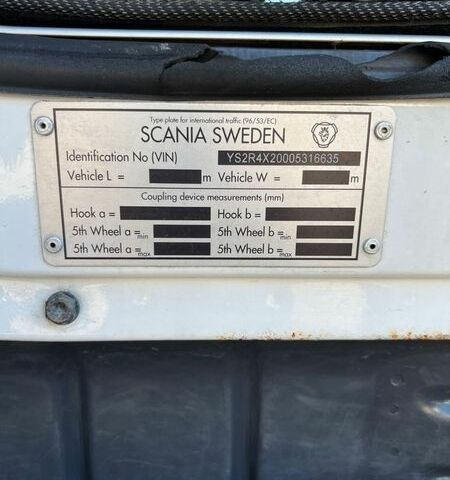 Type plate for international traffic (96/53/EC)
SCANIA SWEDEN
Identification No (VIN) YS2R4X20005316635
Vehicle L = m Vehicle W = m
Coupling device measurements (mm)
Hook a = Hook b =
5th Wheel a = min 5th Wheel b = min
5th Wheel a = max 5th Wheel b = max